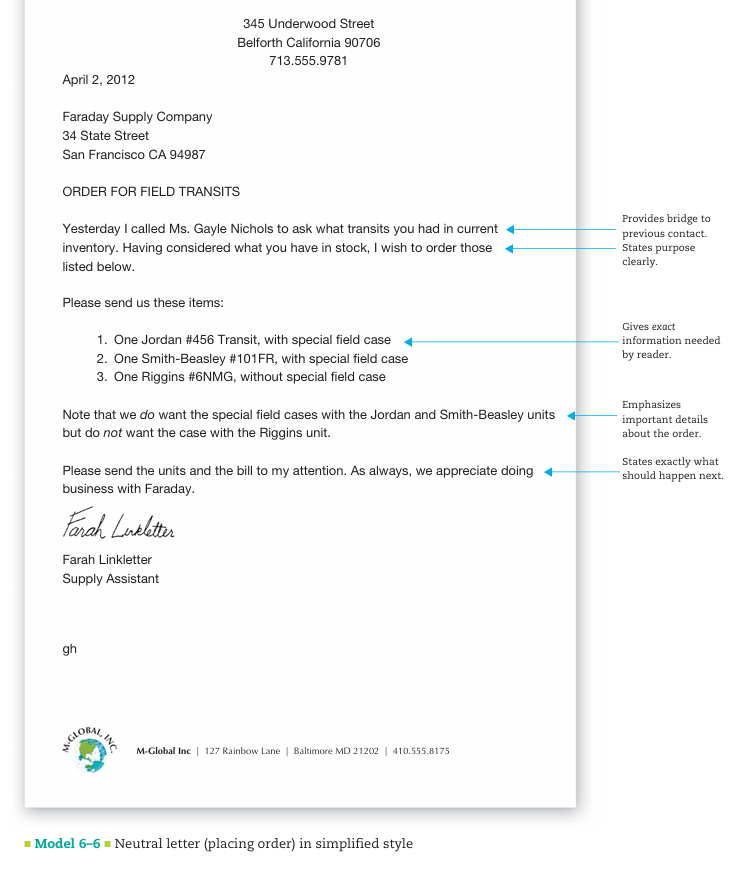 345 Underwood Street
Belforth California 90706
713.555.9781
April 2, 2012
Faraday Supply Company
34 State Street
San Francisco CA 94987
ORDER FOR FIELD TRANSITS
Yesterday I called Ms. Gayle Nichols to ask what transits you had in current
inventory. Having considered what you have in stock, I wish to order those
listed below.
Provides bridge to
previous contact.
States purpose
clearly.
Please send us these items:
1. One Jordan #456 Transit, with special field case
2. One Smith-Beasley #101FR, with special field case
3. One Riggins #6NMG, without special field case
Gives exact
information needed
by reader.
Note that we do want the special field cases with the Jordan and Smith-Beasley units
but do not want the case with the Riggins unit.
Emphasizes
important details
about the order.
Please send the units and the bill to my attention. As always, we appreciate doing
business with Faraday.
States exactly what
should happen next.
Farah Linkletter
Farah Linkletter
Supply Assistant
gh
M-GLOBAL, INC.
M-Global Inc | 127 Rainbow Lane | Baltimore MD 21202 | 410.555.8175
Model 6–6 Neutral letter (placing order) in simplified style